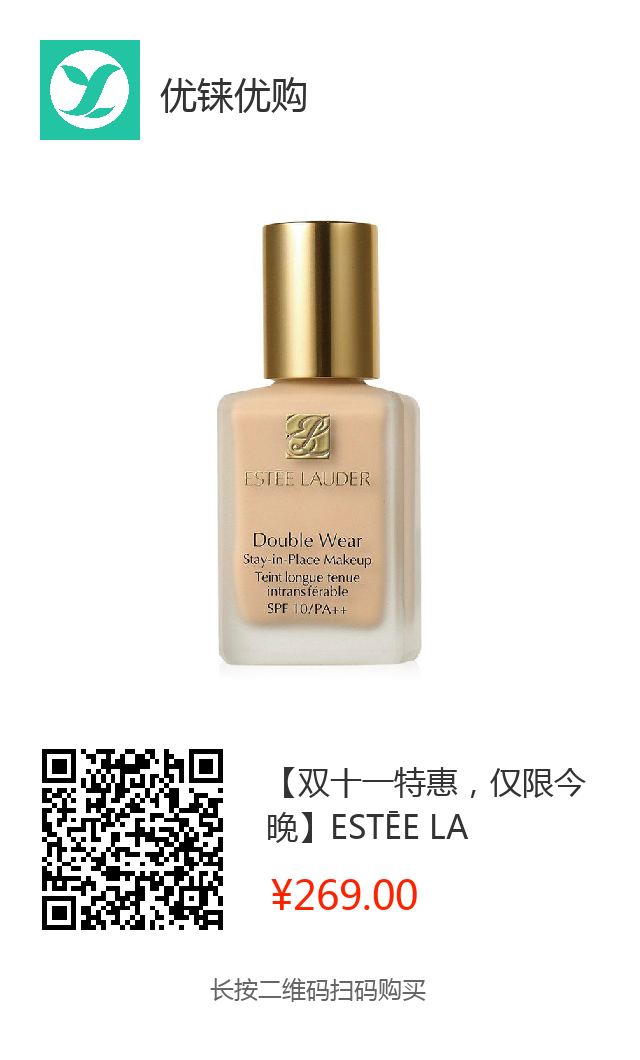 优铼优购
ESTĒE LAUDER
Double Wear
Stay-in-Place Makeup
Teint longue tenue
intransférable
SPF 10/PA++
【双十一特惠，仅限今
晚】ESTĒE LA
¥269.00
长按二维码扫码购买